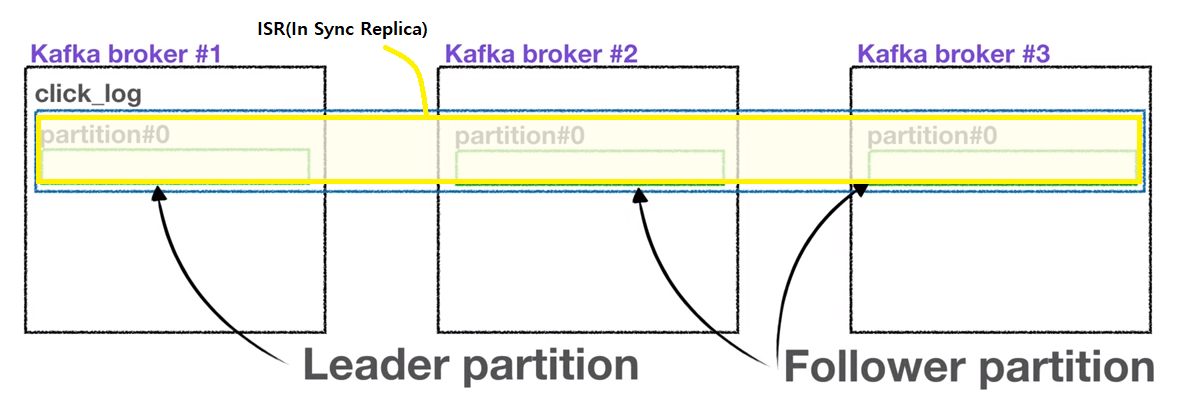 ISR(In Sync Replica)
Kafka broker #1
Kafka broker #2
Kafka broker #3
click_log
partition#0
partition#0
partition#0
Leader partition
Follower partition